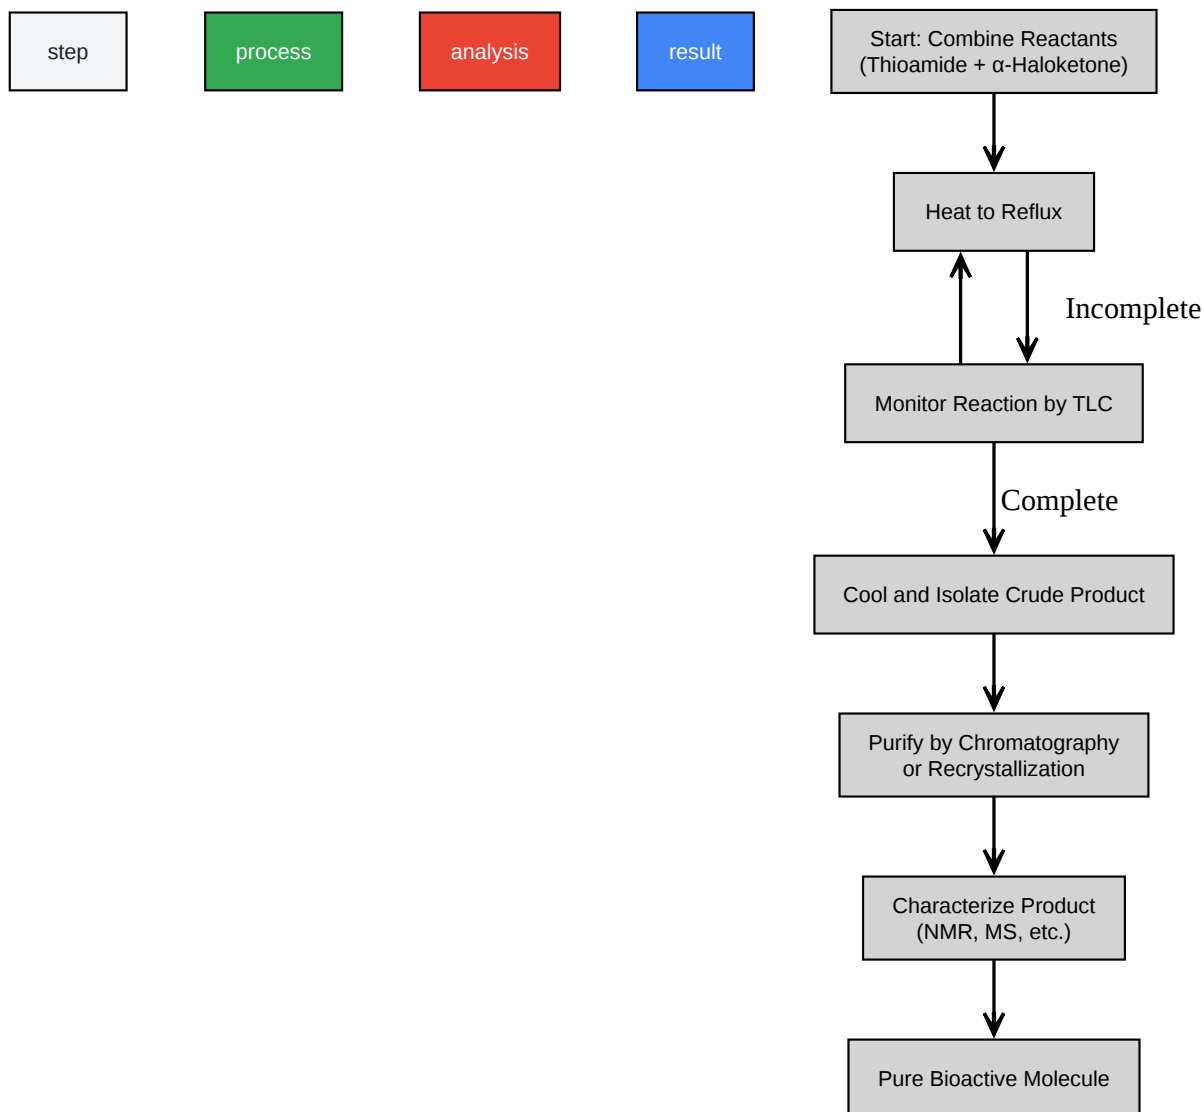 step
process
analysis
result
Start: Combine Reactants
(Thioamide + α-Haloketone)
Heat to Reflux
Incomplete
Monitor Reaction by TLC
Complete
Cool and Isolate Crude Product
Purify by Chromatography
or Recrystallization
Characterize Product
(NMR, MS, etc.)
Pure Bioactive Molecule